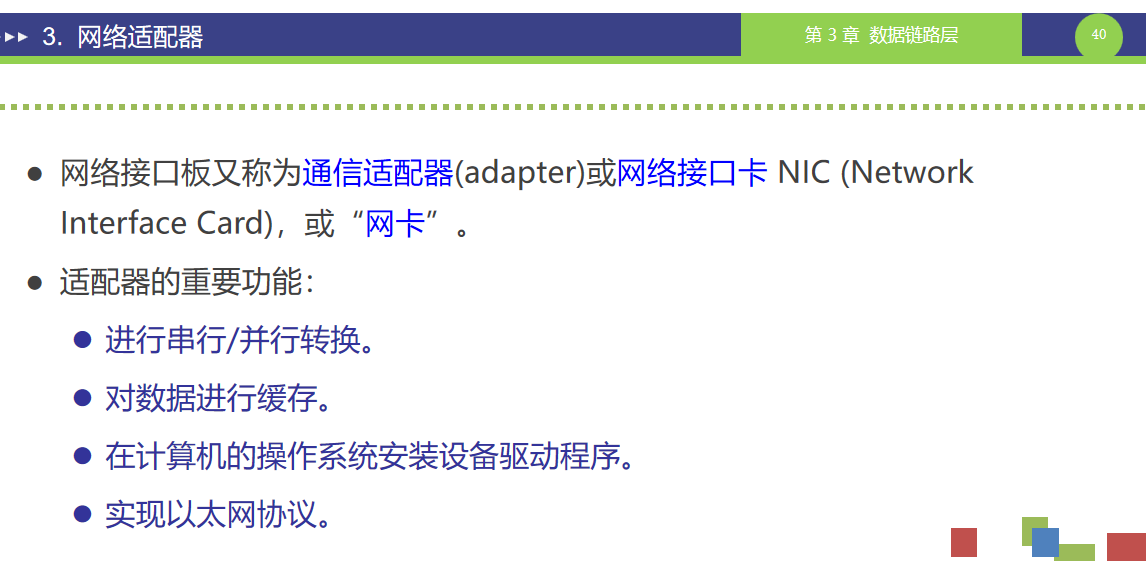 3. 网络适配器
第 3 章 数据链路层
40
网络接口板又称为通信适配器(adapter)或网络接口卡 NIC (Network
Interface Card)，或“网卡”。
适配器的重要功能：
进行串行/并行转换。
对数据进行缓存。
在计算机的操作系统安装设备驱动程序。
实现以太网协议。